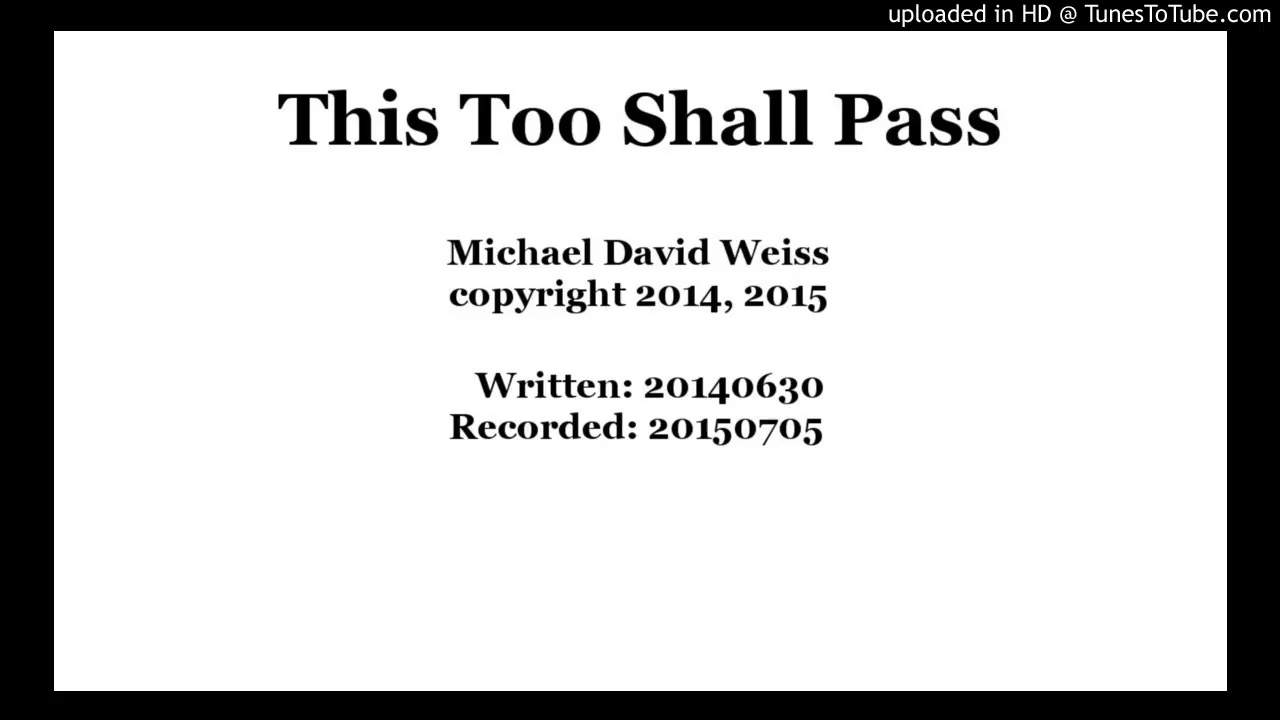 uploaded in HD @ TunesToTube.com
This Too Shall Pass
Michael David Weiss
copyright 2014, 2015
Written: 20140630
Recorded: 20150705